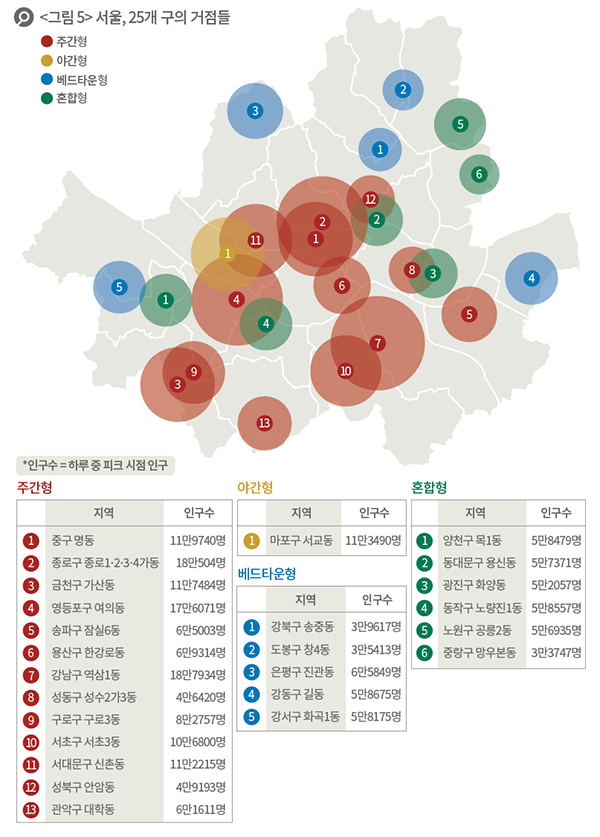 <그림 5> 서울, 25개 구의 거점들
주간형
야간형
베드타운형
혼합형
2
3
5
1
6
12
2
2
11
1
1
8
3
4
6
5
1
4
4
5
7
9
10
3
13
*인구수 = 하루 중 피크 시점 인구
주간형
지역 인구수
1 중구 명동 11만9740명
2 종로구 종로1·2·3·4가동 18만504명
3 금천구 가산동 11만7484명
4 영등포구 여의동 17만6071명
5 송파구 잠실6동 6만5003명
6 용산구 한강로동 6만9314명
7 강남구 역삼1동 18만7934명
8 성동구 성수2가3동 4만6420명
9 구로구 구로3동 8만2757명
10 서초구 서초3동 10만6800명
11 서대문구 신촌동 11만2215명
12 성북구 안암동 4만9193명
13 관악구 대학동 6만1611명
야간형
지역 인구수
1 마포구 서교동 11만3490명
베드타운형
지역 인구수
1 강북구 송중동 3만9617명
2 도봉구 창4동 3만5413명
3 은평구 진관동 6만5849명
4 강동구 길동 5만8675명
5 강서구 화곡1동 5만8175명
혼합형
지역 인구수
1 양천구 목1동 5만8479명
2 동대문구 용신동 5만7371명
3 광진구 화양동 5만2057명
4 동작구 노량진1동 5만8557명
5 노원구 공릉2동 5만6935명
6 중랑구 망우본동 3만3747명